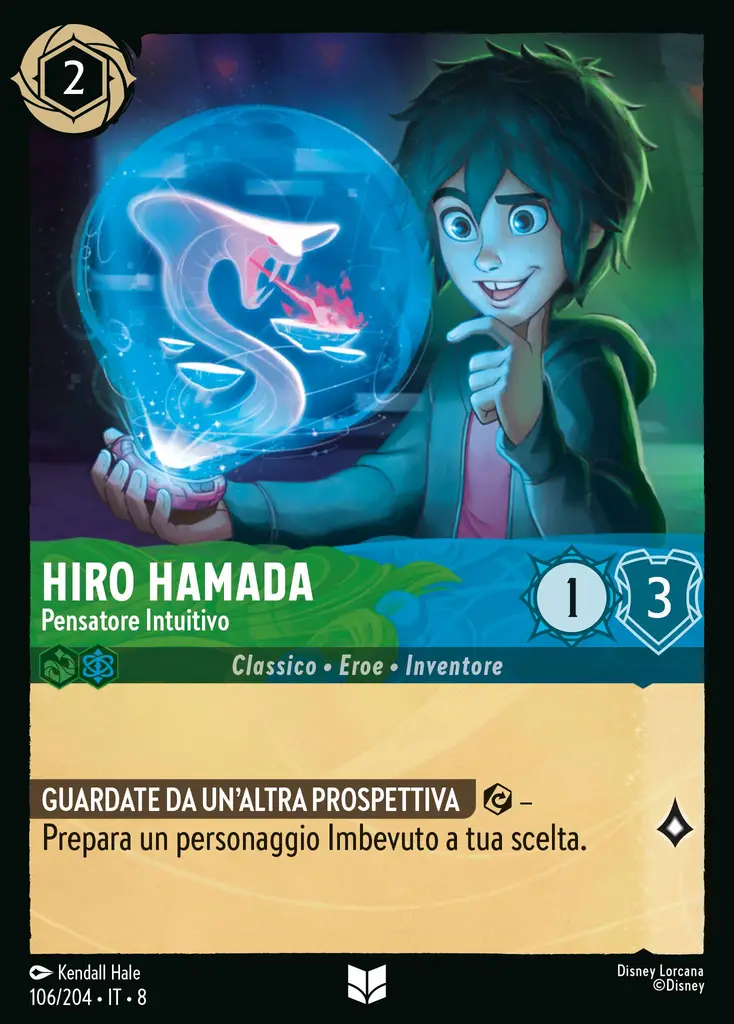 2
HIRO HAMADA
Pensatore Intuitivo
1
3
Classico • Eroe • Inventore
GUARDATE DA UN'ALTRA PROSPETTIVA –
Prepara un personaggio Imbevuto a tua scelta.
Kendall Hale
106/204 • IT • 8
Disney Lorcana
©Disney